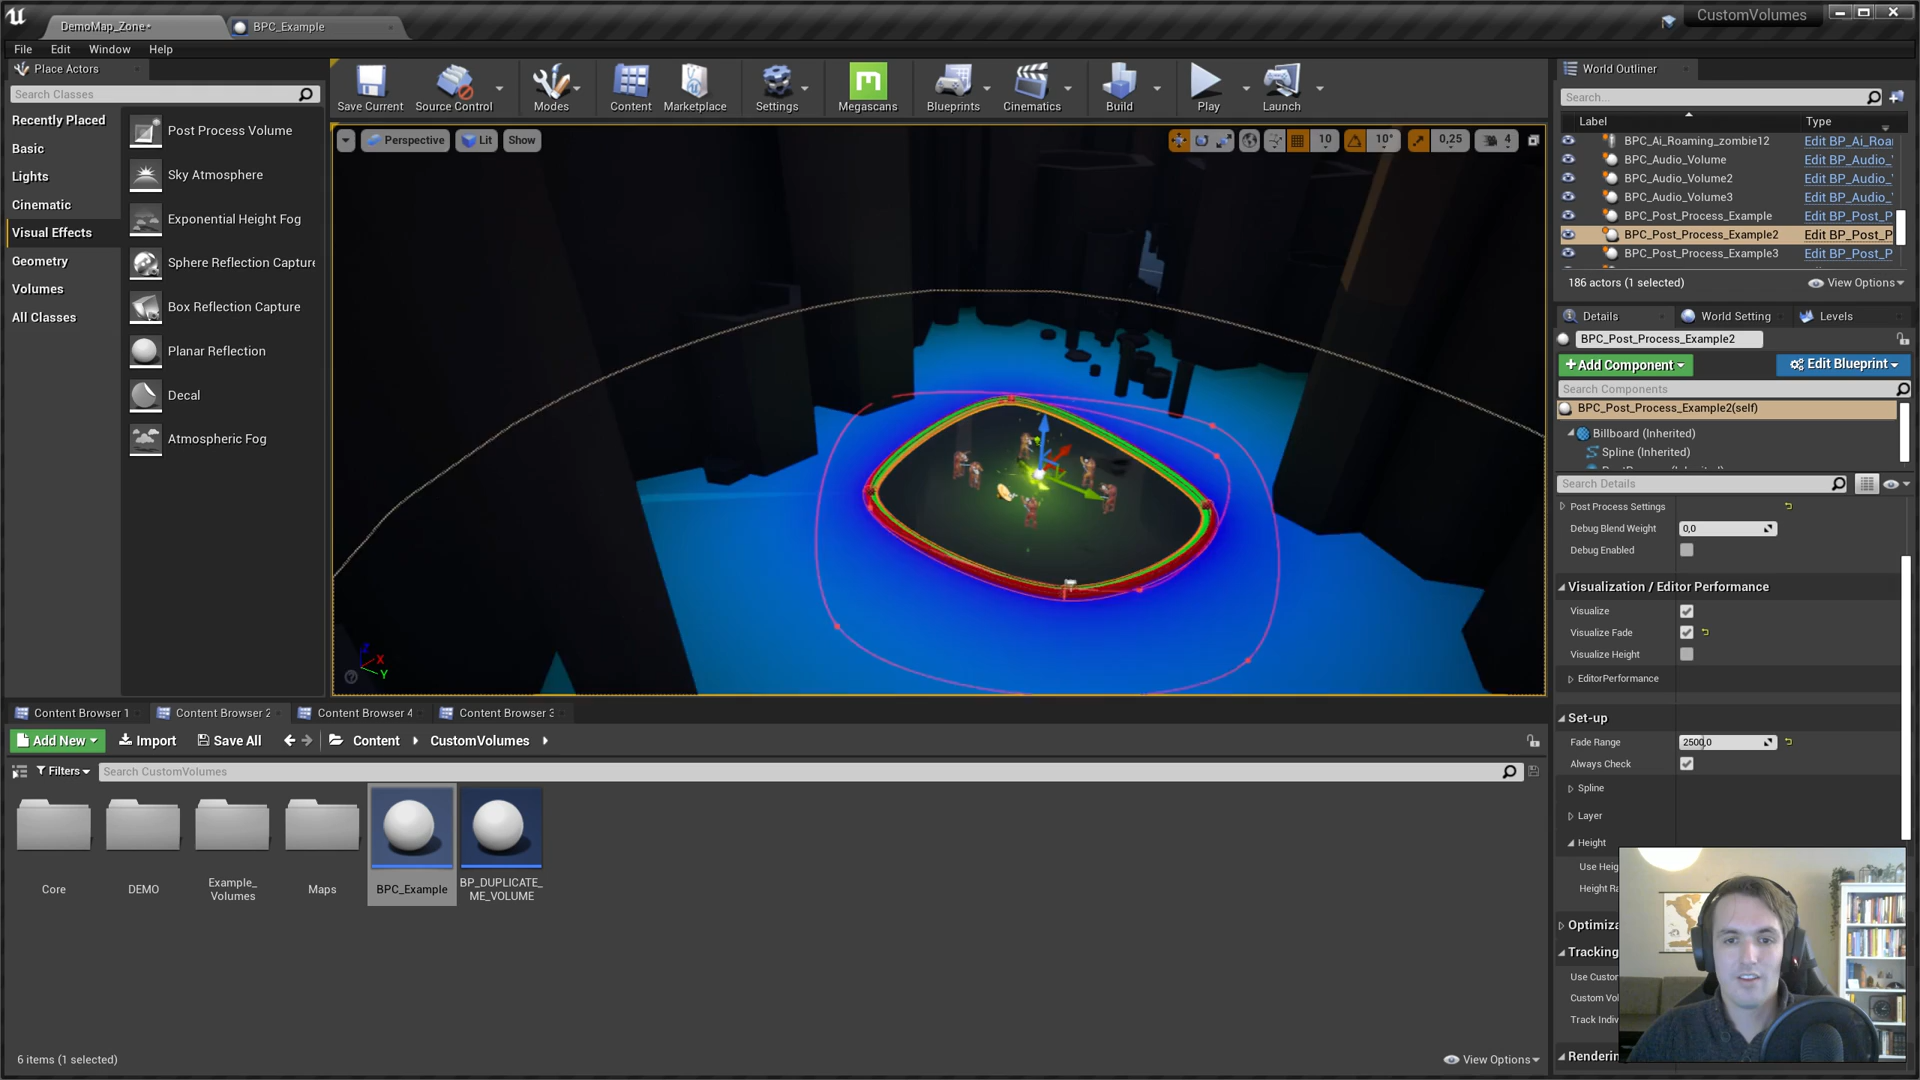 DemoMap_Zone*
BPC_Example
CustomVolumes
File Edit Window Help
Place Actors
Search Classes
Recently Placed
Basic
Lights
Cinematic
Visual Effects
Geometry
Volumes
All Classes
Post Process Volume
Sky Atmosphere
Exponential Height Fog
Sphere Reflection Capture
Box Reflection Capture
Planar Reflection
Decal
Atmospheric Fog
Save Current Source Control Modes Content Marketplace Settings Megascans Blueprints Cinematics Build Play Launch
Perspective Lit Show
10 10° 0,25 4
X
Y
World Outliner
Search...
Label Type
BPC_Ai_Roaming_zombie12 Edit BP_Ai_Roa
BPC_Audio_Volume Edit BP_Audio_
BPC_Audio_Volume2 Edit BP_Audio_
BPC_Audio_Volume3 Edit BP_Audio_
BPC_Post_Process_Example Edit BP_Post_P
BPC_Post_Process_Example2 Edit BP_Post_P
BPC_Post_Process_Example3 Edit BP_Post_P
186 actors (1 selected) View Options
Details World Setting Levels
BPC_Post_Process_Example2
+Add Component Edit Blueprint
Search Components
BPC_Post_Process_Example2(self)
Billboard (Inherited)
Spline (Inherited)
Search Details
Post Process Settings
Debug Blend Weight 0,0
Debug Enabled
Visualization / Editor Performance
Visualize
Visualize Fade
Visualize Height
EditorPerformance
Set-up
Fade Range 2500,0
Always Check
Spline
Layer
Height
Use Heig
Height Ra
Optimiza
Tracking
Use Custo
Custom Vol
Track Indiv
Renderin
Content Browser 1 Content Browser 2 Content Browser 4 Content Browser 3
Add New Import Save All Content CustomVolumes
Filters Search CustomVolumes
Core
DEMO
Example_
Volumes
Maps
BPC_Example
BP_DUPLICATE_
ME_VOLUME
6 items (1 selected) View Options